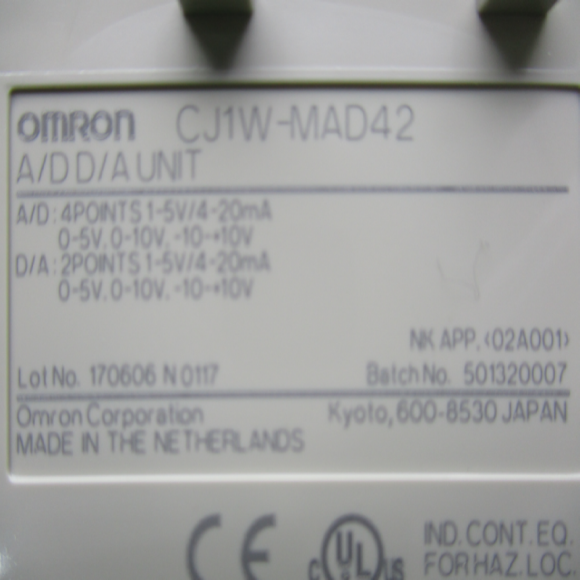 OMRON CJ1W-MAD42
A/D D/A UNIT
A/D: 4POINTS 1-5V/4-20mA
0-5V, 0-10V, -10-+10V
D/A: 2POINTS 1-5V/4-20mA
0-5V, 0-10V, -10-+10V
NK APP. <02A001>
Lot No. 170606 N 0117 Batch No. 501320007
Omron Corporation Kyoto, 600-8530 JAPAN
MADE IN THE NETHERLANDS
CE C UL US IND. CONT. EQ.
FOR HAZ. LOC.